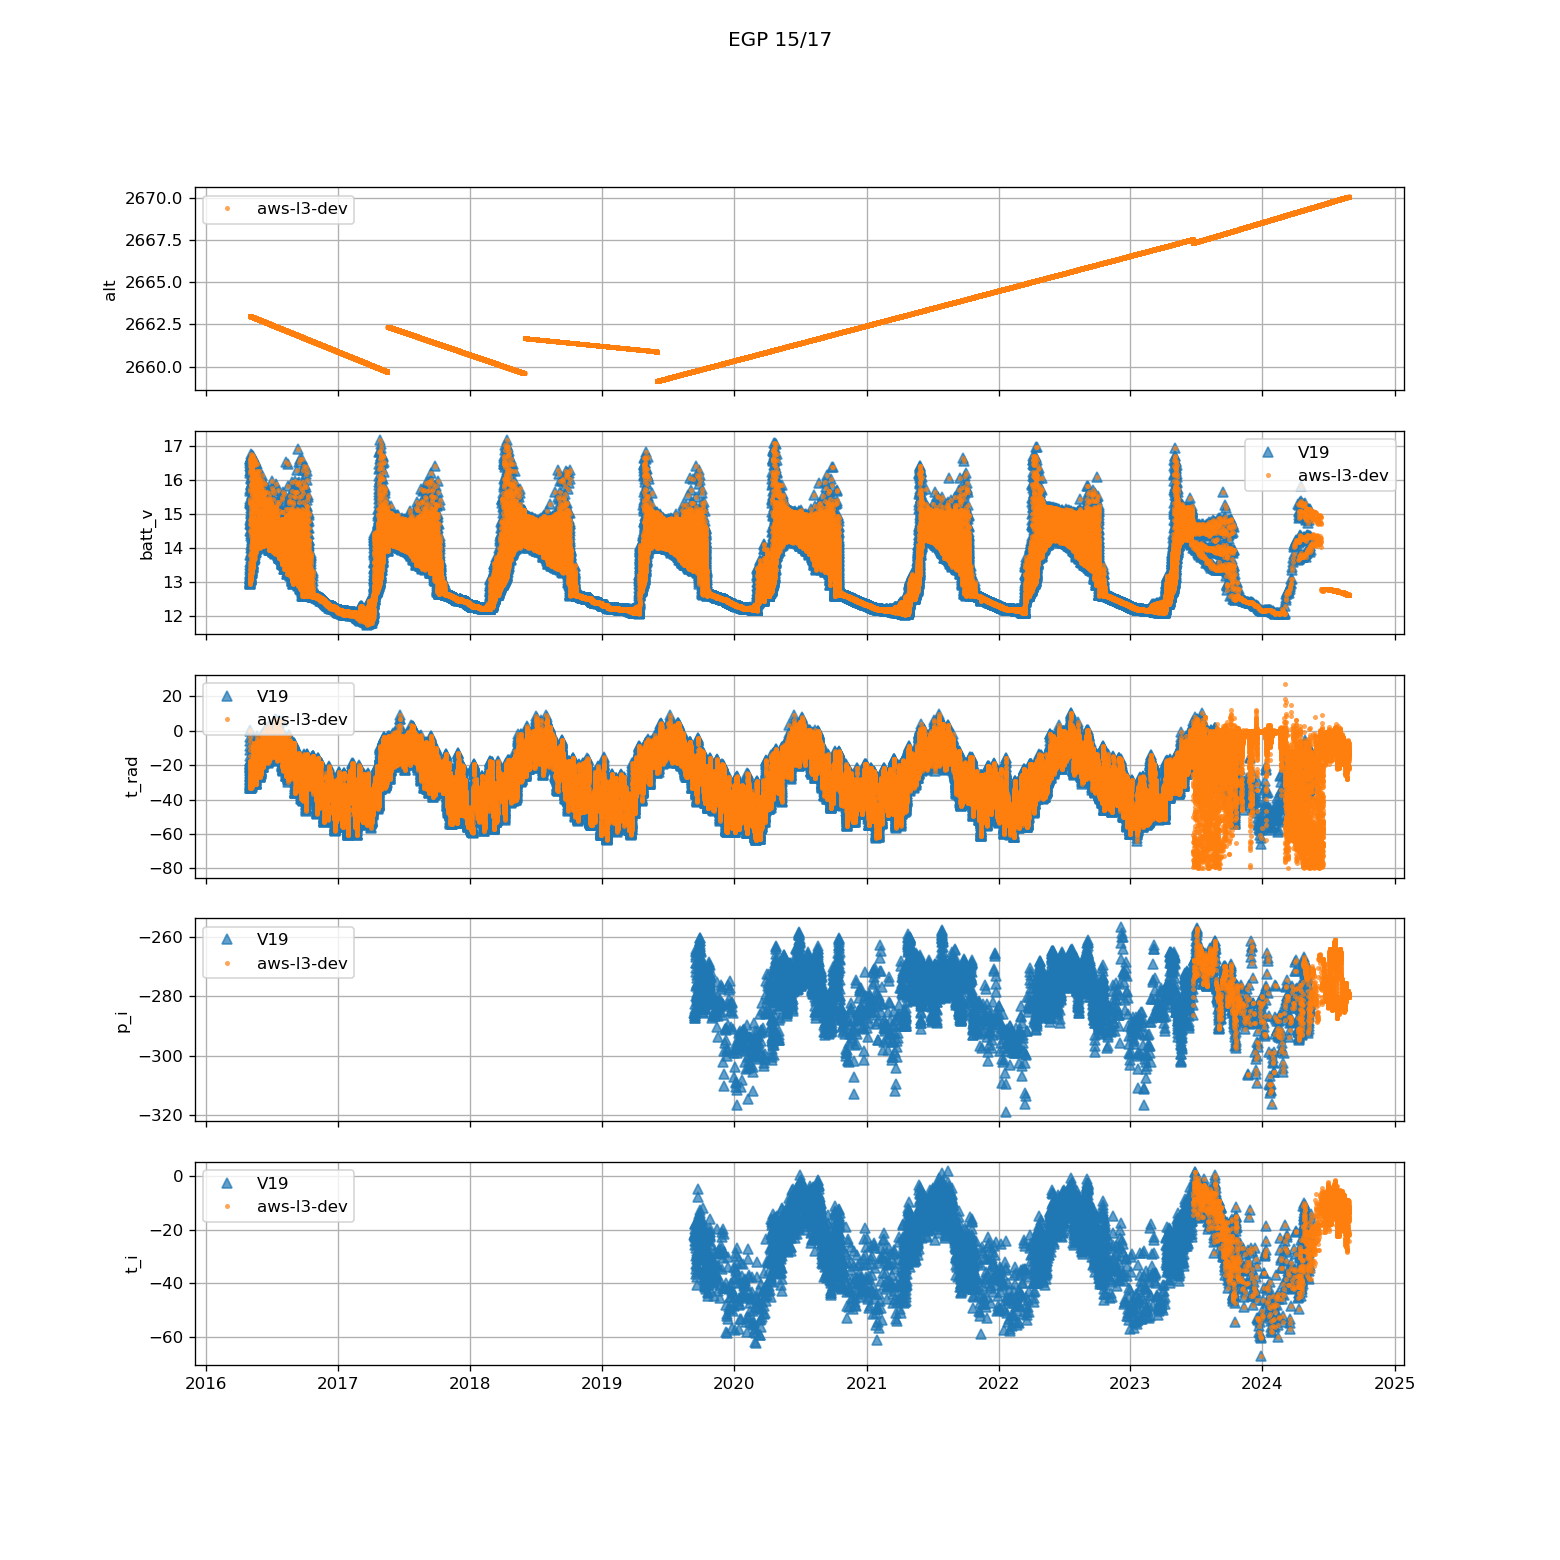 EGP 15/17
2670.0
2667.5
2665.0
2662.5
2660.0
alt
aws-l3-dev
17
16
15
14
13
12
batt_v
V19
aws-l3-dev
20
0
−20
−40
−60
−80
t_rad
V19
aws-l3-dev
−260
−280
−300
−320
p_i
V19
aws-l3-dev
0
−20
−40
−60
t_i
V19
aws-l3-dev
2016 2017 2018 2019 2020 2021 2022 2023 2024 2025